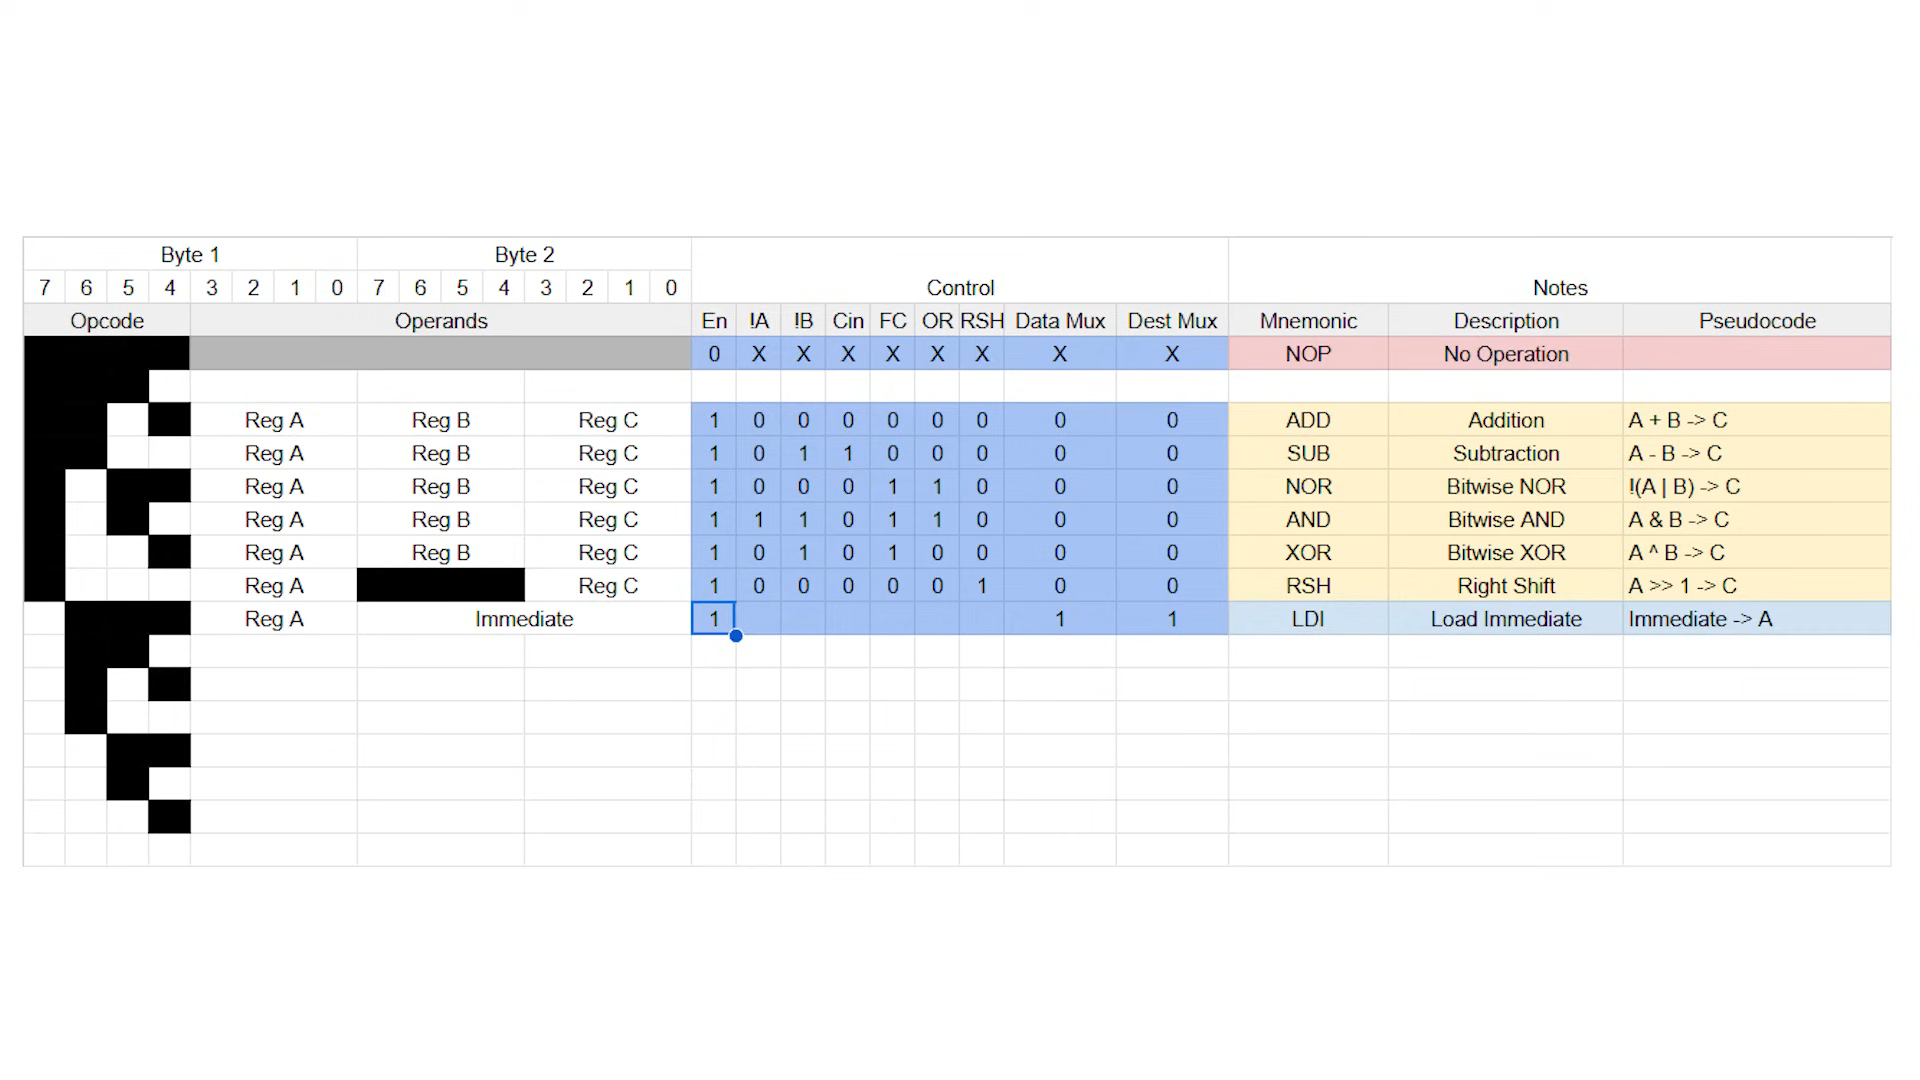 Byte 1 Byte 2
7 6 5 4 3 2 1 0 7 6 5 4 3 2 1 0 Control Notes
Opcode Operands En !A !B Cin FC OR RSH Data Mux Dest Mux Mnemonic Description Pseudocode
0 X X X X X X X X NOP No Operation
Reg A Reg B Reg C 1 0 0 0 0 0 0 0 0 ADD Addition A + B -> C
Reg A Reg B Reg C 1 0 1 1 0 0 0 0 0 SUB Subtraction A - B -> C
Reg A Reg B Reg C 1 0 0 0 1 1 0 0 0 NOR Bitwise NOR !(A | B) -> C
Reg A Reg B Reg C 1 1 1 0 1 1 0 0 0 AND Bitwise AND A & B -> C
Reg A Reg B Reg C 1 0 1 0 1 0 0 0 0 XOR Bitwise XOR A ^ B -> C
Reg A Reg C 1 0 0 0 0 0 1 0 0 RSH Right Shift A >> 1 -> C
Reg A Immediate 1 1 1 LDI Load Immediate Immediate -> A